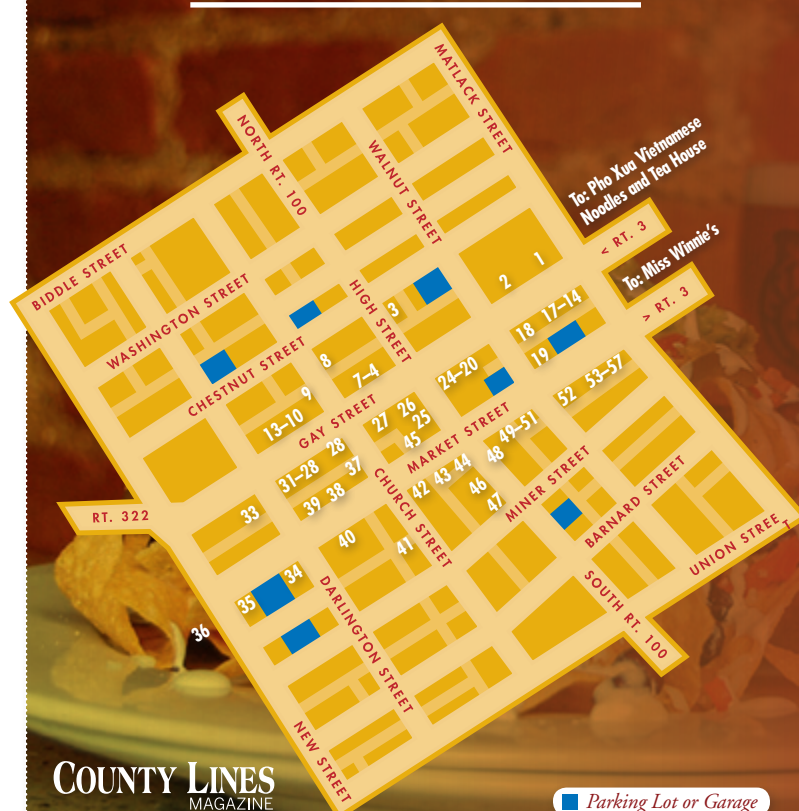 MATLACK STREET
NORTH RT. 100
WALNUT STREET
To: Pho Xua Vietnamese
Noodles and Tea House
< RT. 3
To: Miss Winnie's
> RT. 3
BIDDLE STREET
WASHINGTON STREET
HIGH STREET
CHESTNUT STREET
1
2
3
18 17–14
19
8
7–4
24–20
9
13–10
GAY STREET
27 26
25
45
MARKET STREET
52 53–57
49–51
48
31–28 28
37
39 38
CHURCH STREET
42 43 44
46
47
MINER STREET
BARNARD STREET
UNION STREET
RT. 322
33
40
41
34
35
36
DARLINGTON STREET
SOUTH RT. 100
NEW STREET
COUNTY LINES
MAGAZINE
Parking Lot or Garage